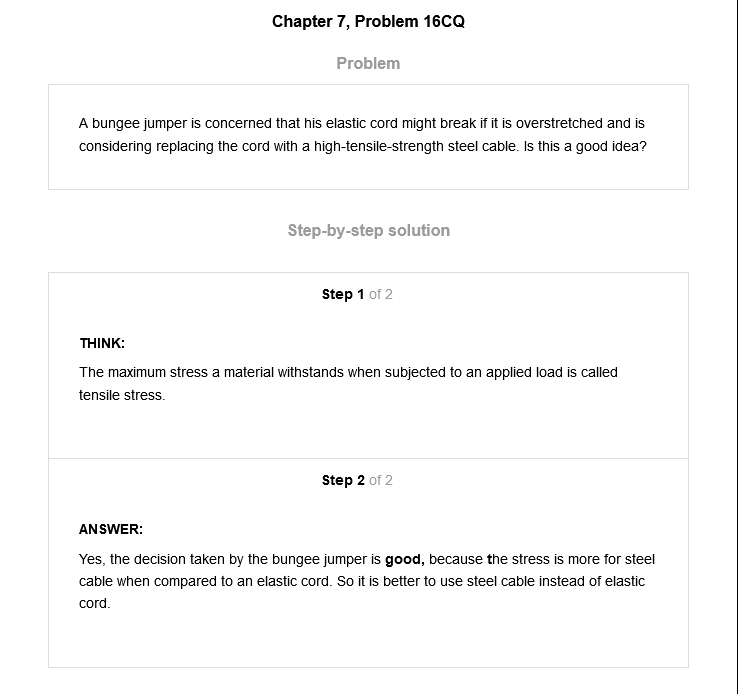 Chapter 7, Problem 16CQ
Problem
A bungee jumper is concerned that his elastic cord might break if it is overstretched and is
considering replacing the cord with a high-tensile-strength steel cable. Is this a good idea?
Step-by-step solution
Step 1 of 2
THINK:
The maximum stress a material withstands when subjected to an applied load is called
tensile stress.
Step 2 of 2
ANSWER:
Yes, the decision taken by the bungee jumper is good, because the stress is more for steel
cable when compared to an elastic cord. So it is better to use steel cable instead of elastic
cord.